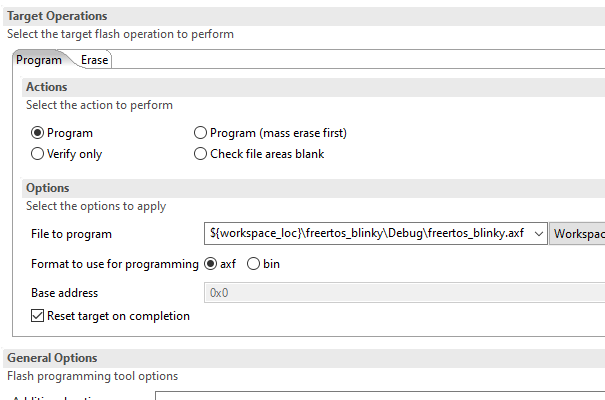 Target Operations
Select the target flash operation to perform
Program Erase
Actions
Select the action to perform
Program Program (mass erase first)
Verify only Check file areas blank
Options
Select the options to apply
File to program ${workspace_loc}\freertos_blinky\Debug\freertos_blinky.axf Workspac
Format to use for programming axf bin
Base address 0x0
Reset target on completion
General Options
Flash programming tool options